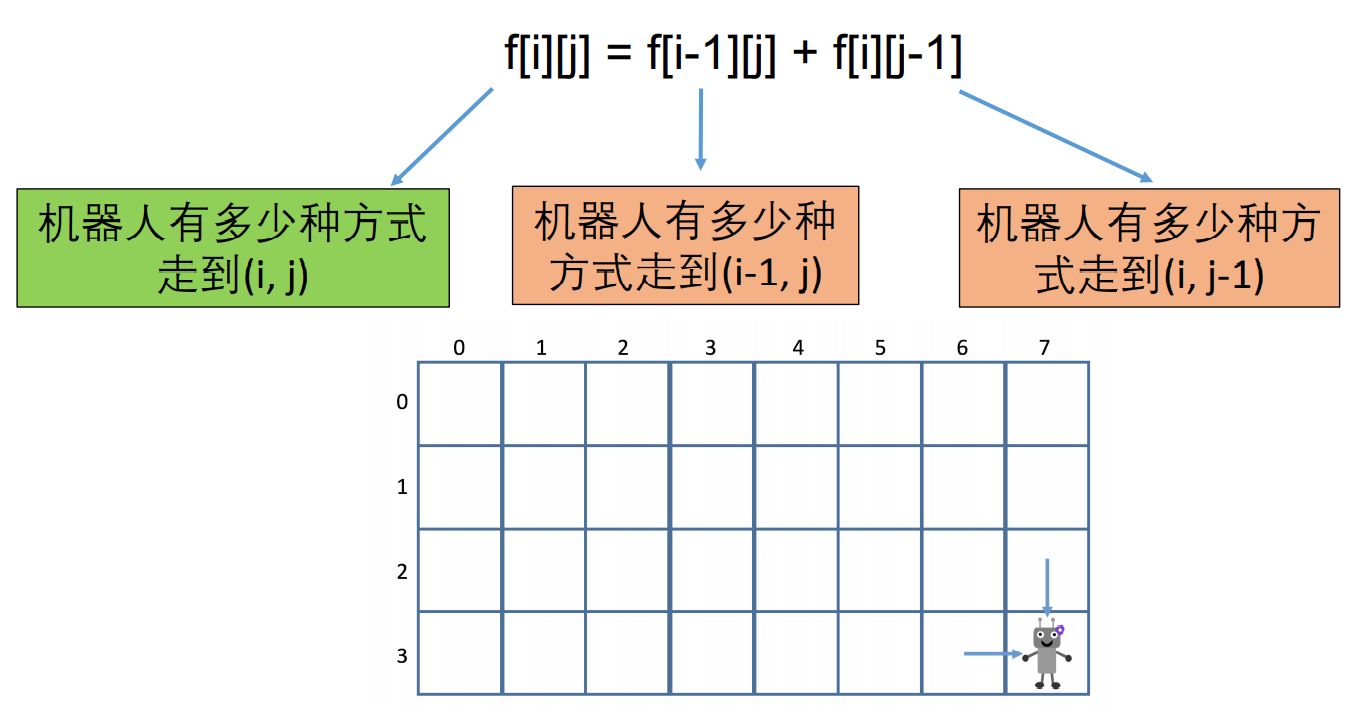 f[i][j] = f[i-1][j] + f[i][j-1]
机器人有多少种方式
走到(i, j)
机器人有多少种
方式走到(i-1, j)
机器人有多少种方
式走到(i, j-1)
0 1 2 3 4 5 6 7
0
1
2
3